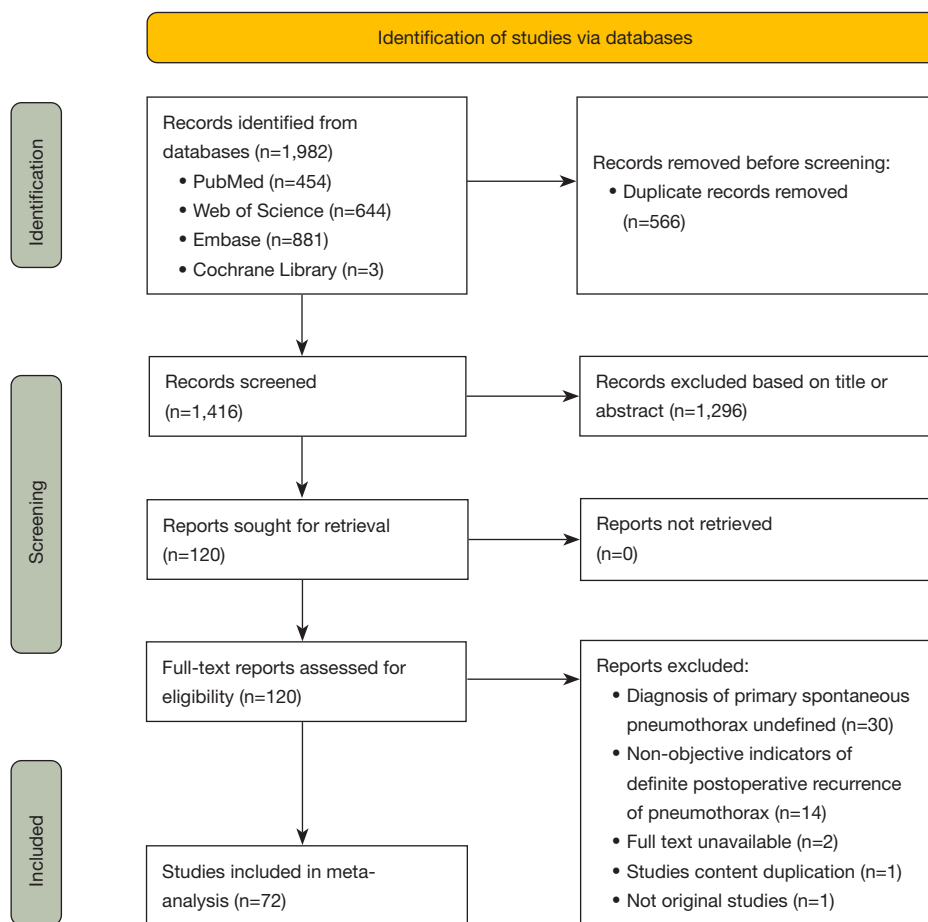 Identification of studies via databases
Identification
Records identified from
databases (n=1,982)
• PubMed (n=454)
• Web of Science (n=644)
• Embase (n=881)
• Cochrane Library (n=3)
Records removed before screening:
• Duplicate records removed
(n=566)
Screening
Records screened
(n=1,416)
Records excluded based on title or
abstract (n=1,296)
Reports sought for retrieval
(n=120)
Reports not retrieved
(n=0)
Full-text reports assessed for
eligibility (n=120)
Reports excluded:
• Diagnosis of primary spontaneous
pneumothorax undefined (n=30)
• Non-objective indicators of
definite postoperative recurrence
of pneumothorax (n=14)
• Full text unavailable (n=2)
• Studies content duplication (n=1)
• Not original studies (n=1)
Included
Studies included in meta-
analysis (n=72)